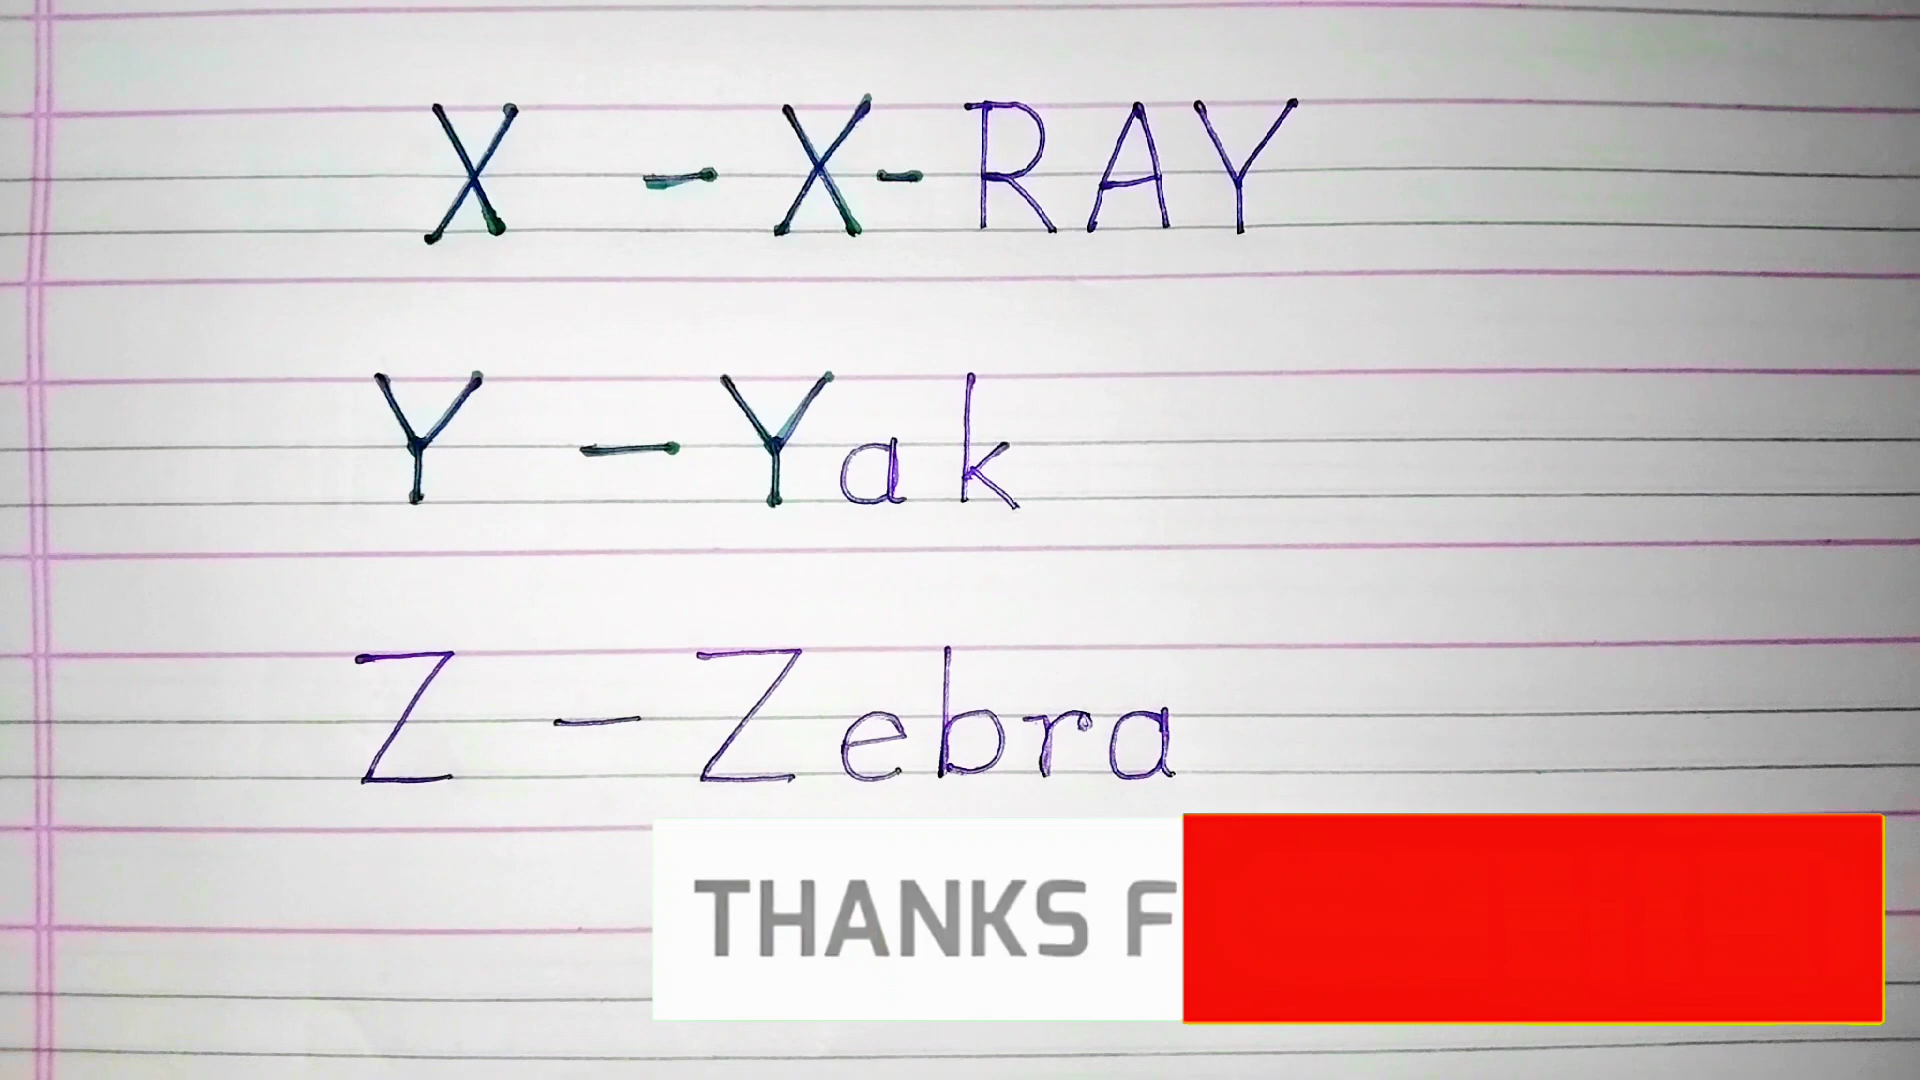 X - X-RAY
Y - Yak
Z - Zebra
THANKS F